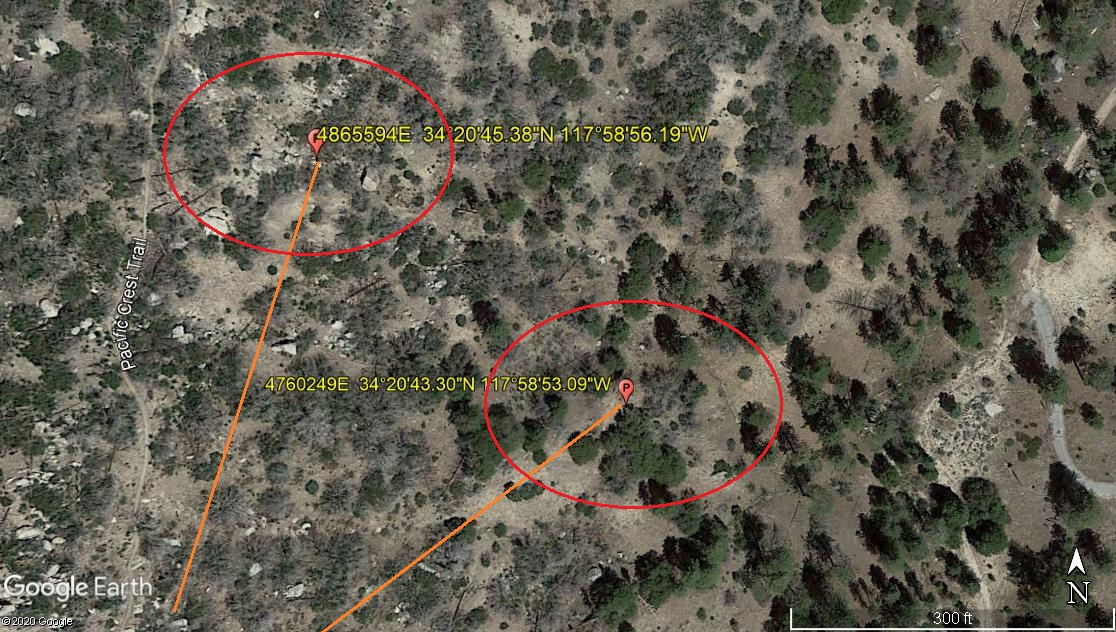 4865594E 34°20'45.38"N 117°58'56.19"W
Pacific Crest Trail
4760249E 34°20'43.30"N 117°58'53.09"W
P
Google Earth
©2020 Google
N
300 ft